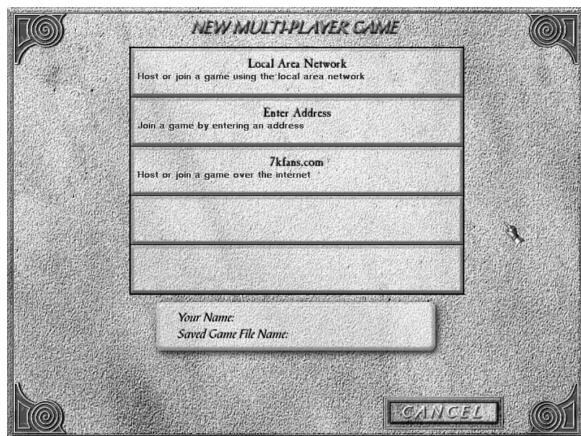 NEW MULTI-PLAYER GAME
Local Area Network
Host or join a game using the local area network
Enter Address
Join a game by entering an address
7kfans.com
Host or join a game over the internet
Your Name:
Saved Game File Name:
CANCEL